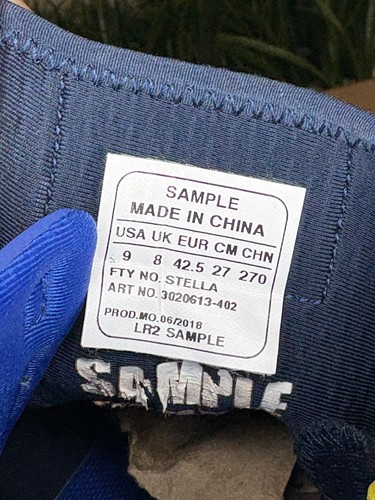 SAMPLE
MADE IN CHINA
USA UK EUR CM CHN
9 8 42.5 27 270
FTY NO. STELLA
ART NO. 3020613-402
PROD.MO.06/2018
LR2 SAMPLE
SAMPLE